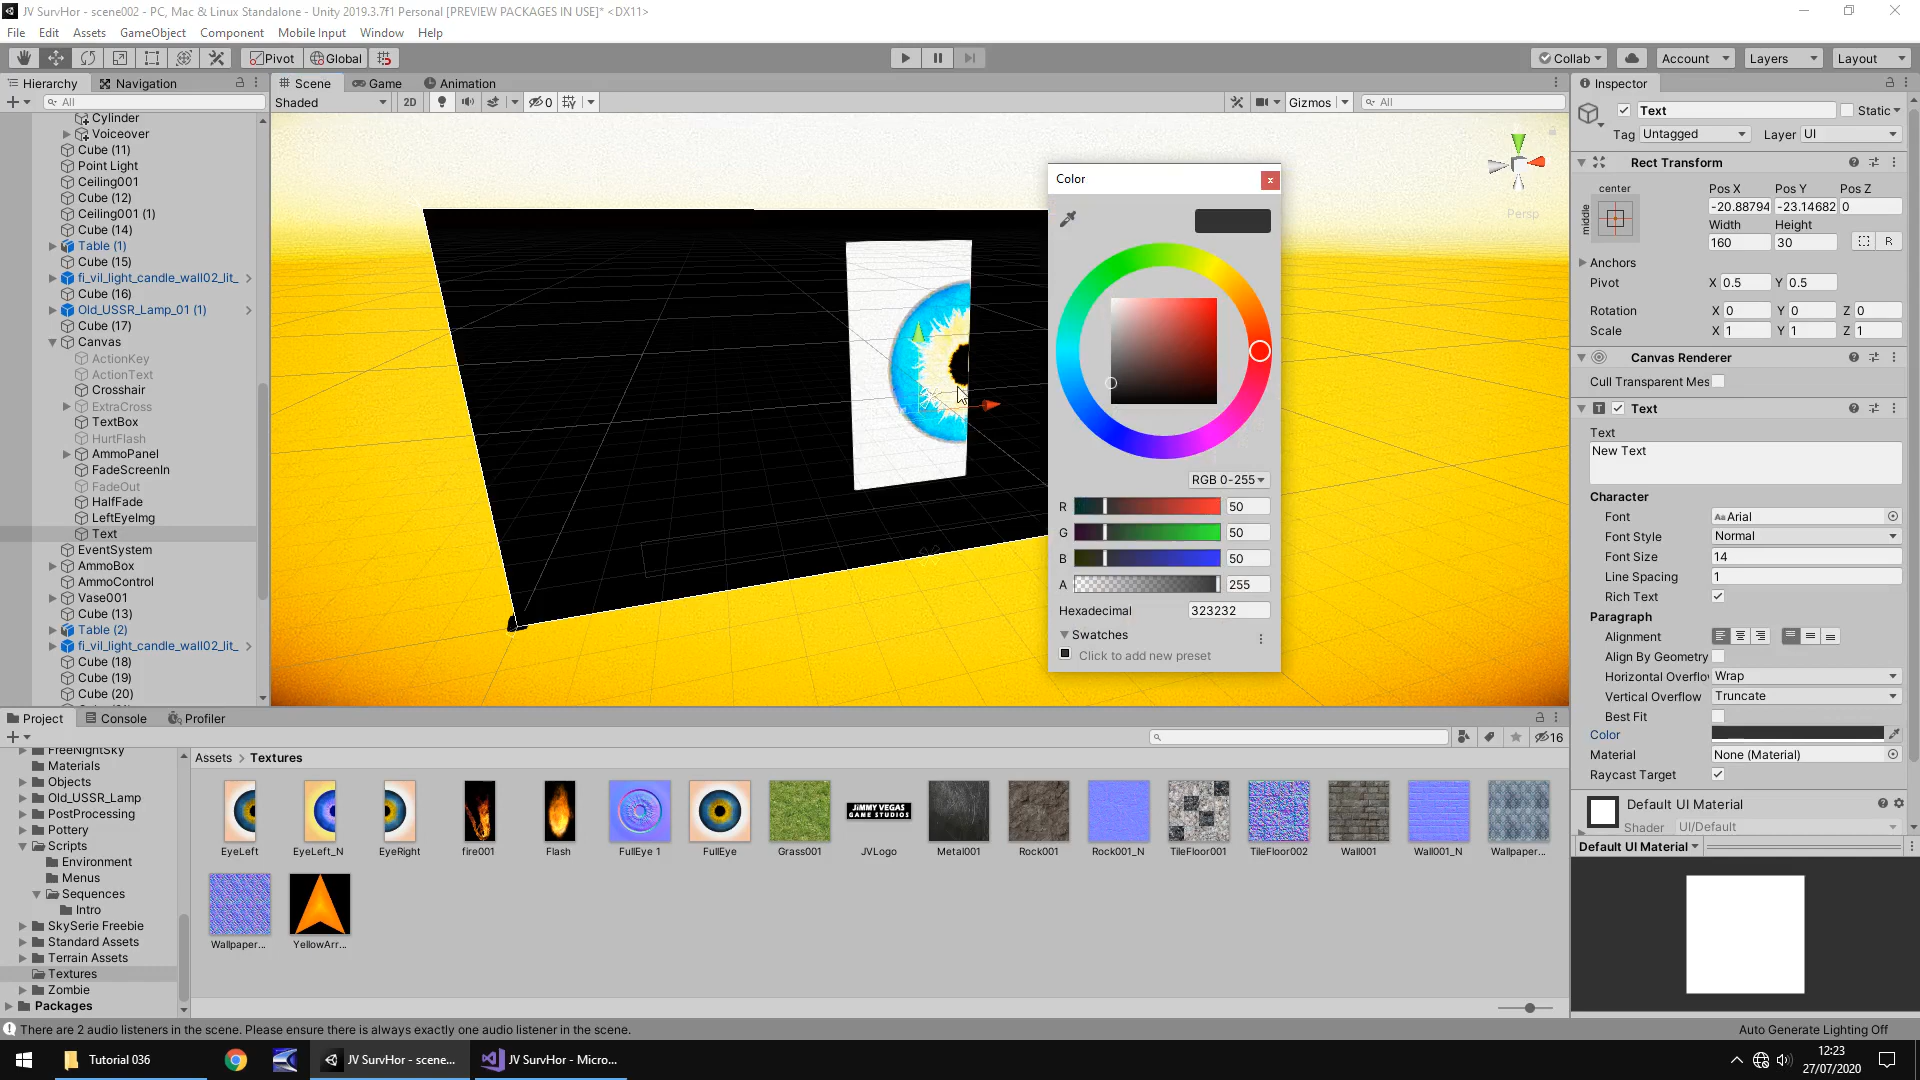 JV SurvHor - scene002 - PC, Mac & Linux Standalone - Unity 2019.3.7f1 Personal [PREVIEW PACKAGES IN USE]* <DX11>
File Edit Assets GameObject Component Mobile Input Window Help
Pivot Global Collab Account Layers Layout
Hierarchy Navigation Scene Game Animation Inspector
All Shaded 2D 0 Gizmos All
Text Static
Tag Untagged Layer UI
Cylinder
Voiceover
Cube (11)
Point Light
Ceiling001
Cube (12)
Ceiling001 (1)
Cube (14)
Table (1)
Cube (15)
fi_vil_light_candle_wall02_lit_
Cube (16)
Old_USSR_Lamp_01 (1)
Cube (17)
Canvas
ActionKey
ActionText
Crosshair
ExtraCross
TextBox
HurtFlash
AmmoPanel
FadeScreenIn
FadeOut
HalfFade
LeftEyeImg
Text
EventSystem
AmmoBox
AmmoControl
Vase001
Cube (13)
Table (2)
fi_vil_light_candle_wall02_lit_
Cube (18)
Cube (19)
Cube (20)
Persp
Color
RGB 0-255
R 50
G 50
B 50
A 255
Hexadecimal 323232
Swatches
Click to add new preset
Rect Transform
center
middle
Pos X Pos Y Pos Z
-20.88794 -23.14682 0
Width Height
160 30 R
Anchors
Pivot X 0.5 Y 0.5
Rotation X 0 Y 0 Z 0
Scale X 1 Y 1 Z 1
Canvas Renderer
Cull Transparent Mes
Text
Text
New Text
Character
Font Arial
Font Style Normal
Font Size 14
Line Spacing 1
Rich Text
Paragraph
Alignment
Align By Geometry
Horizontal Overflo Wrap
Vertical Overflow Truncate
Best Fit
Color
Material None (Material)
Raycast Target
Default UI Material
Shader UI/Default
Default UI Material
Project Console Profiler
16
FreeNightSky
Materials
Objects
Old_USSR_Lamp
PostProcessing
Pottery
Scripts
Environment
Menus
Sequences
Intro
SkySerie Freebie
Standard Assets
Terrain Assets
Textures
Zombie
Packages
Assets > Textures
JIMMY VEGAS
GAME STUDIOS
EyeLeft EyeLeft_N EyeRight fire001 Flash FullEye 1 FullEye Grass001 JVLogo Metal001 Rock001 Rock001_N TileFloor001 TileFloor002 Wall001 Wall001_N Wallpaper...
Wallpaper... YellowArr...
There are 2 audio listeners in the scene. Please ensure there is always exactly one audio listener in the scene.
Auto Generate Lighting Off
Tutorial 036 JV SurvHor - scene... JV SurvHor - Micro...
12:23
27/07/2020